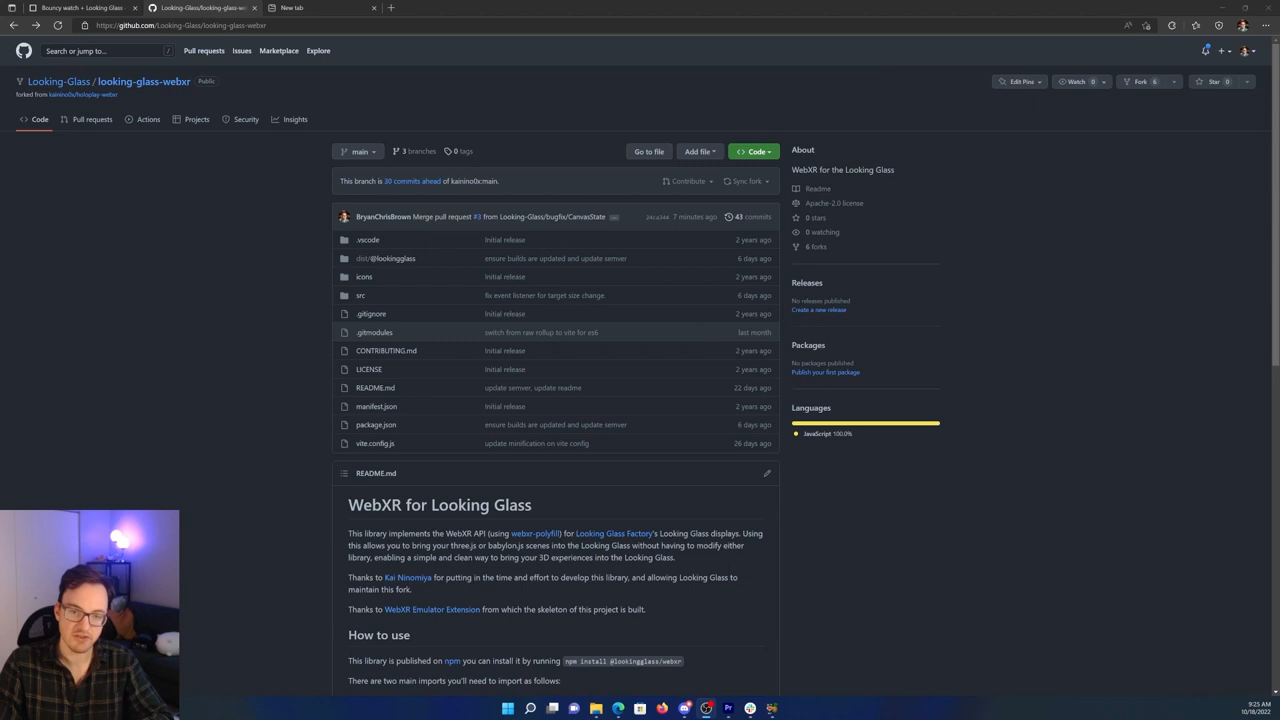 Bouncy watch + Looking Glass -
Looking-Glass/looking-glass-we
New tab
https://github.com/Looking-Glass/looking-glass-webxr
Search or jump to...
/
Pull requests
Issues
Marketplace
Explore
Looking-Glass / looking-glass-webxr
Public
forked from kainino0x/holoplay-webxr
Edit Pins
Watch 0
Fork 6
Star 0
Code
Pull requests
Actions
Projects
Security
Insights
main
3 branches
0 tags
Go to file
Add file
Code
This branch is 30 commits ahead of kainino0x:main.
Contribute
Sync fork
BryanChrisBrown Merge pull request #3 from Looking-Glass/bugfix/CanvasState
7 minutes ago
43 commits
.vscode Initial release 2 years ago
dist/@lookingglass ensure builds are updated and update semver 6 days ago
icons Initial release 2 years ago
src fix event listener for target size change. 6 days ago
.gitignore Initial release 2 years ago
.gitmodules switch from raw rollup to vite for es6 last month
CONTRIBUTING.md Initial release 2 years ago
LICENSE Initial release 2 years ago
README.md update semver, update readme 22 days ago
manifest.json Initial release 2 years ago
package.json ensure builds are updated and update semver 6 days ago
vite.config.js update minification on vite config 26 days ago
README.md
WebXR for Looking Glass
This library implements the WebXR API (using webxr-polyfill) for Looking Glass Factory's Looking Glass displays. Using
this allows you to bring your three.js or babylon.js scenes into the Looking Glass without having to modify either
library, enabling a simple and clean way to bring your 3D experiences into the Looking Glass.
Thanks to Kai Ninomiya for putting in the time and effort to develop this library, and allowing Looking Glass to
maintain this fork.
Thanks to WebXR Emulator Extension from which the skeleton of this project is built.
How to use
This library is published on npm you can install it by running npm install @lookingglass/webxr
There are two main imports you'll need to import as follows:
About
WebXR for the Looking Glass
Readme
Apache-2.0 license
0 stars
0 watching
6 forks
Releases
No releases published
Create a new release
Packages
No packages published
Publish your first package
Languages
JavaScript 100.0%
9:25 AM
10/18/2022